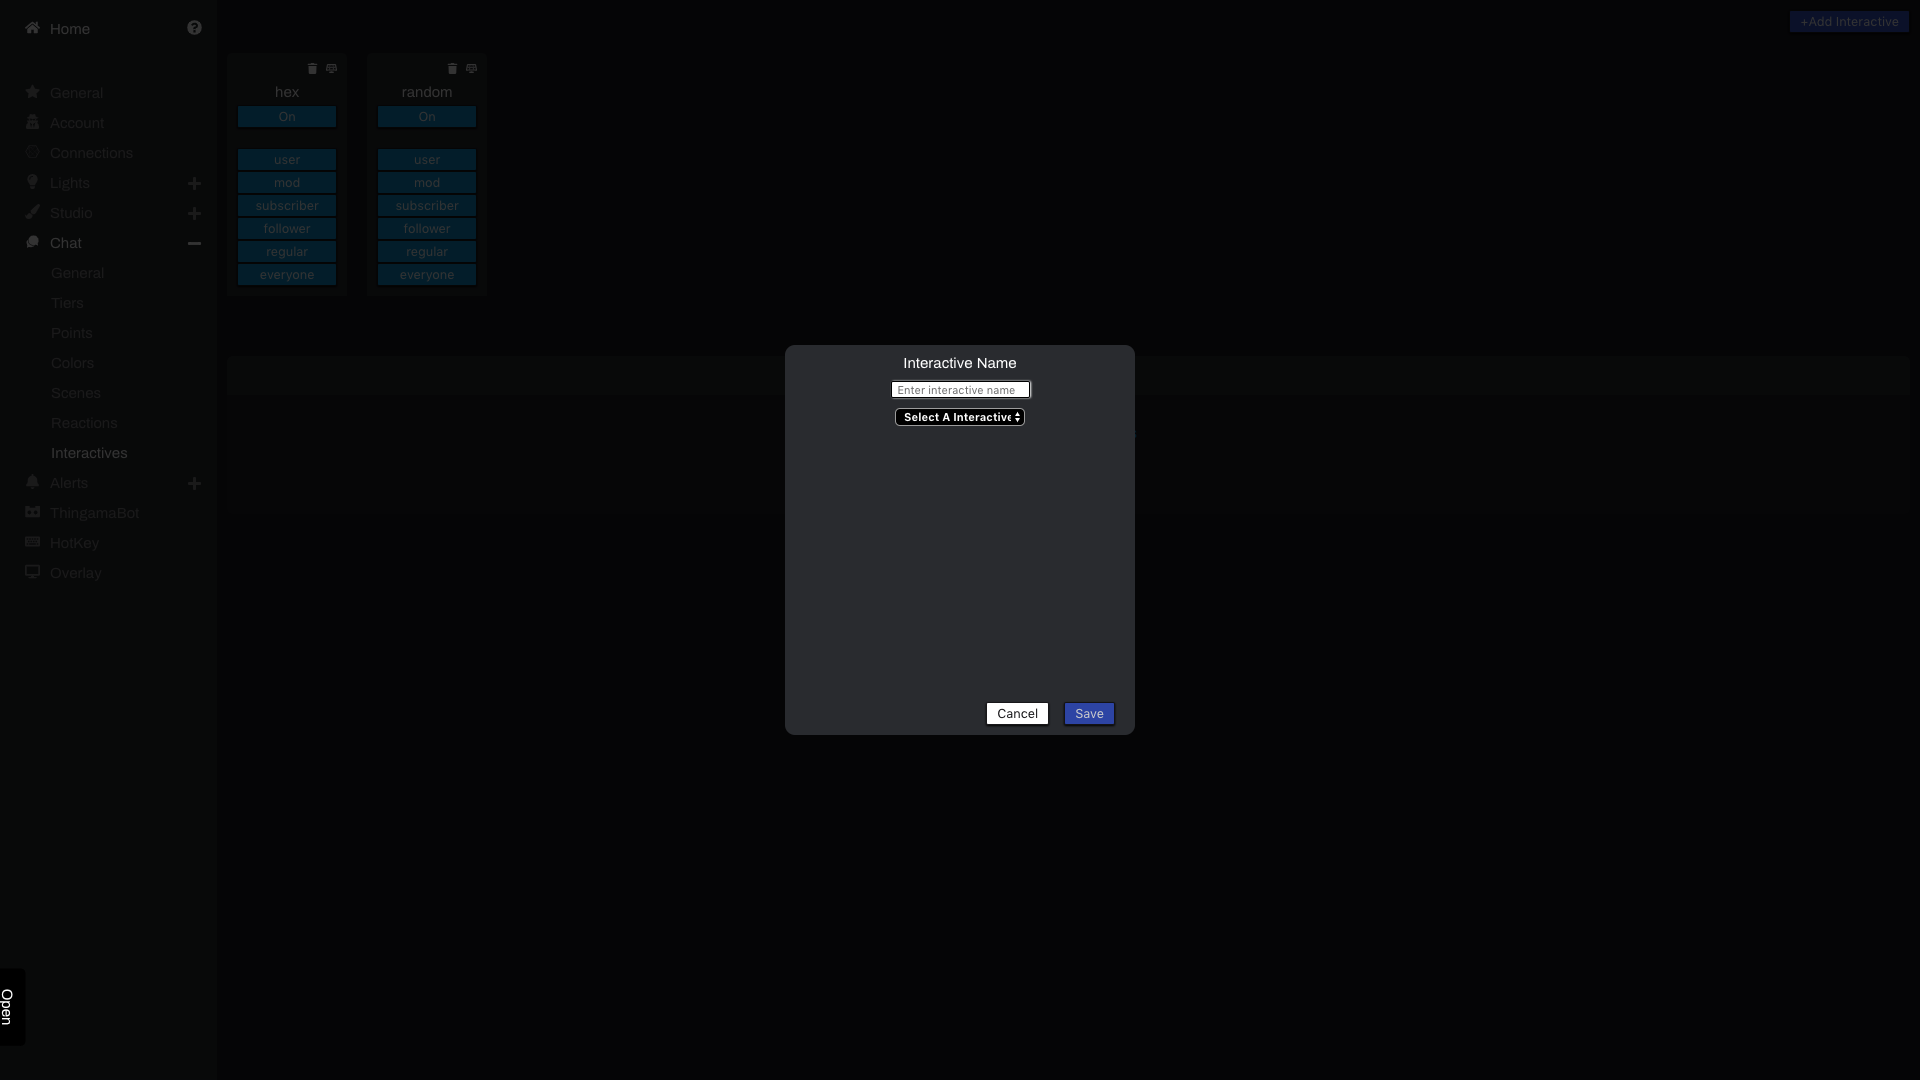 Home
General
Account
Connections
Lights
Studio
Chat
General
Tiers
Points
Colors
Scenes
Reactions
Interactives
Alerts
ThingamaBot
HotKey
Overlay
Open
+Add Interactive
hex
On
user
mod
subscriber
follower
regular
everyone
random
On
user
mod
subscriber
follower
regular
everyone
Interactive Name
Enter interactive name
Select A Interactive
Cancel
Save